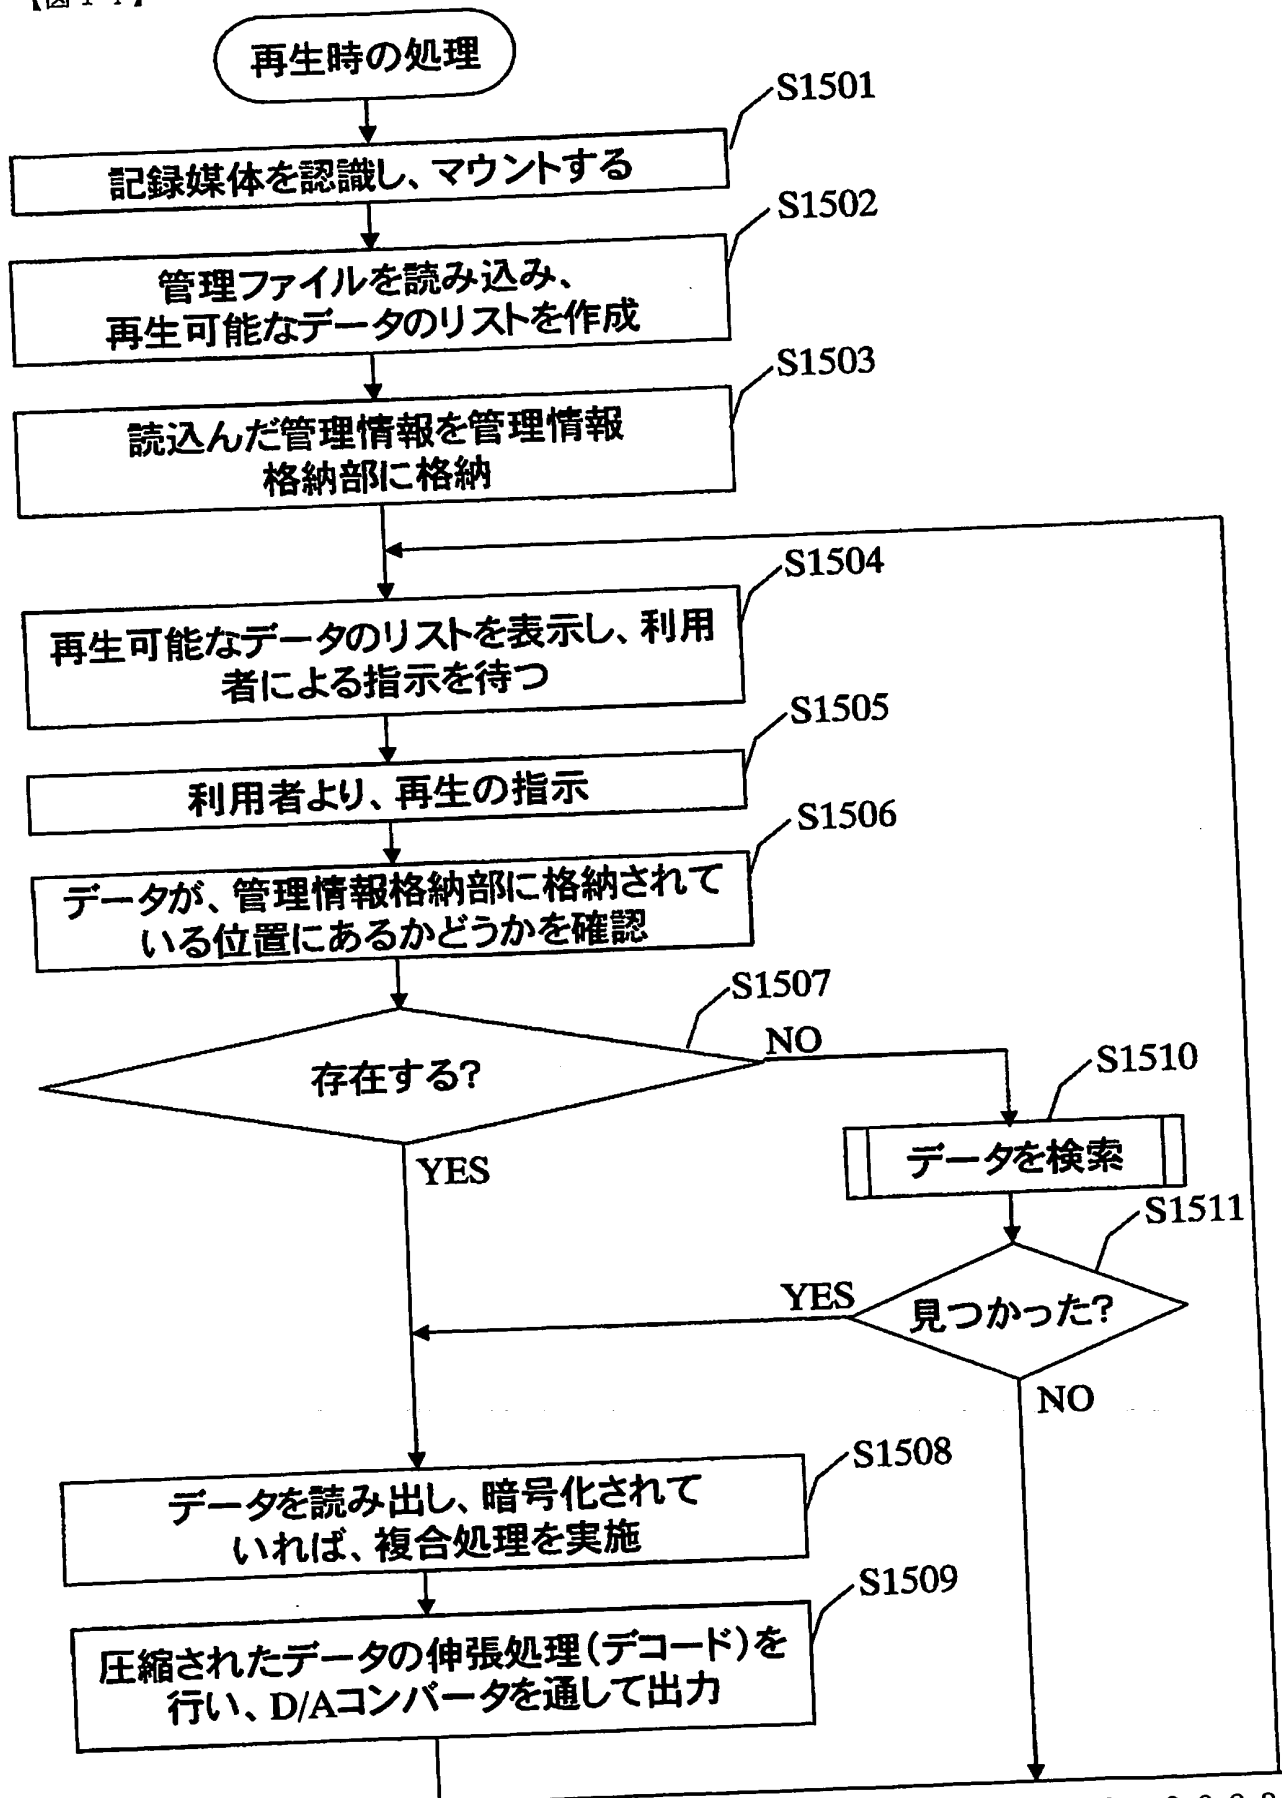 再生時の処理
S1501
記録媒体を認識し、マウントする
S1502
管理ファイルを読み込み、
再生可能なデータのリストを作成
S1503
読込んだ管理情報を管理情報
格納部に格納
S1504
再生可能なデータのリストを表示し、利用
者による指示を待つ
S1505
利用者より、再生の指示
S1506
データが、管理情報格納部に格納されて
いる位置にあるかどうかを確認
S1507
存在する?
NO
YES
S1510
データを検索
S1511
見つかった?
YES
NO
S1508
データを読み出し、暗号化されて
いれば、複合処理を実施
S1509
圧縮されたデータの伸張処理(デコード)を
行い、D/Aコンバータを通して出力